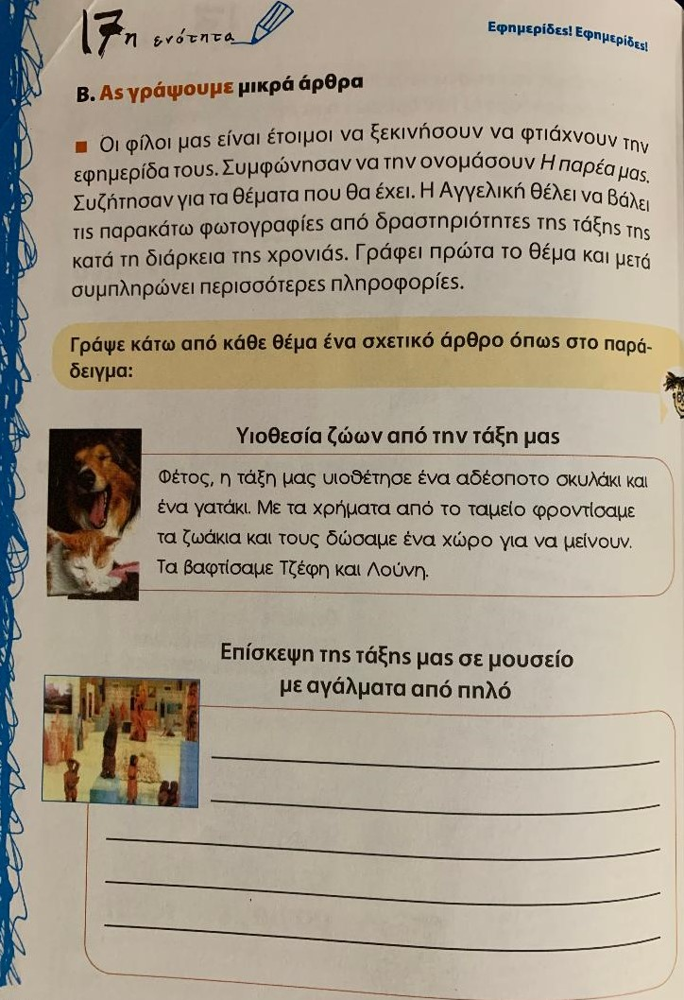 17η ενότητα
Εφημερίδες! Εφημερίδες!
Β. Ας γράψουμε μικρά άρθρα
Οι φίλοι μας είναι έτοιμοι να ξεκινήσουν να φτιάχνουν την
εφημερίδα τους. Συμφώνησαν να την ονομάσουν Η παρέα μας.
Συζήτησαν για τα θέματα που θα έχει. Η Αγγελική θέλει να βάλει
τις παρακάτω φωτογραφίες από δραστηριότητες της τάξης της
κατά τη διάρκεια της χρονιάς. Γράφει πρώτα το θέμα και μετά
συμπληρώνει περισσότερες πληροφορίες.
Γράψε κάτω από κάθε θέμα ένα σχετικό άρθρο όπως στο παρά-
δειγμα:
Υιοθεσία ζώων από την τάξη μας
Φέτος, η τάξη μας υιοθέτησε ένα αδέσποτο σκυλάκι και
ένα γατάκι. Με τα χρήματα από το ταμείο φροντίσαμε
τα ζωάκια και τους δώσαμε ένα χώρο για να μείνουν.
Τα βαφτίσαμε Τζέφη και Λούνη.
Επίσκεψη της τάξης μας σε μουσείο
με αγάλματα από πηλό